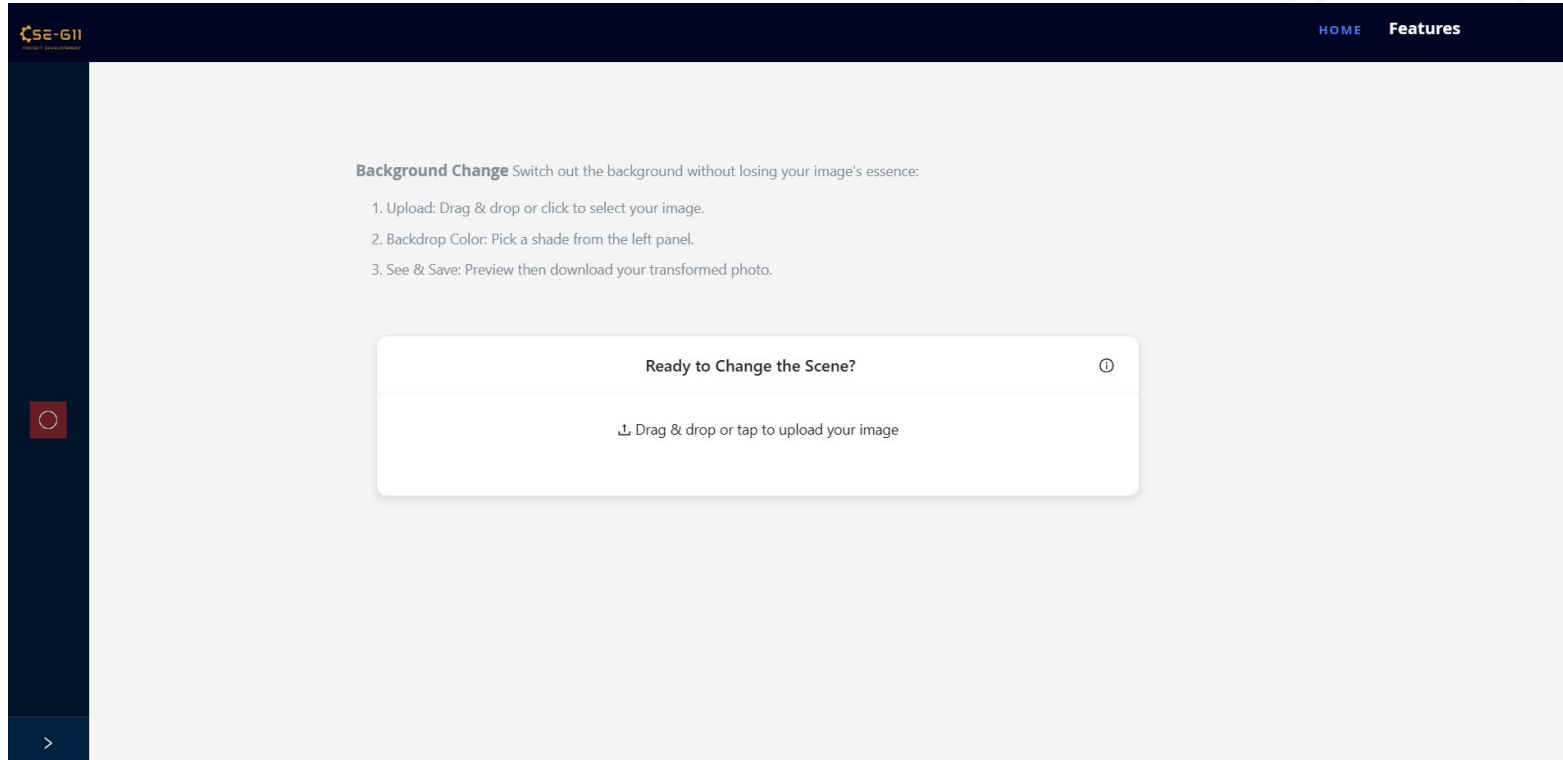 CSE-G11
PROJECT DEVELOPEMENT
HOME Features
Background Change Switch out the background without losing your image's essence:
1. Upload: Drag & drop or click to select your image.
2. Backdrop Color: Pick a shade from the left panel.
3. See & Save: Preview then download your transformed photo.
Ready to Change the Scene?
Drag & drop or tap to upload your image